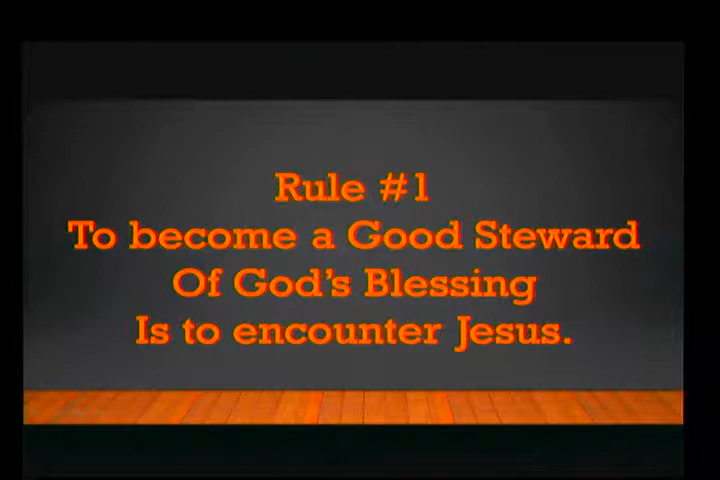 Rule #1
To become a Good Steward
Of God's Blessing
Is to encounter Jesus.